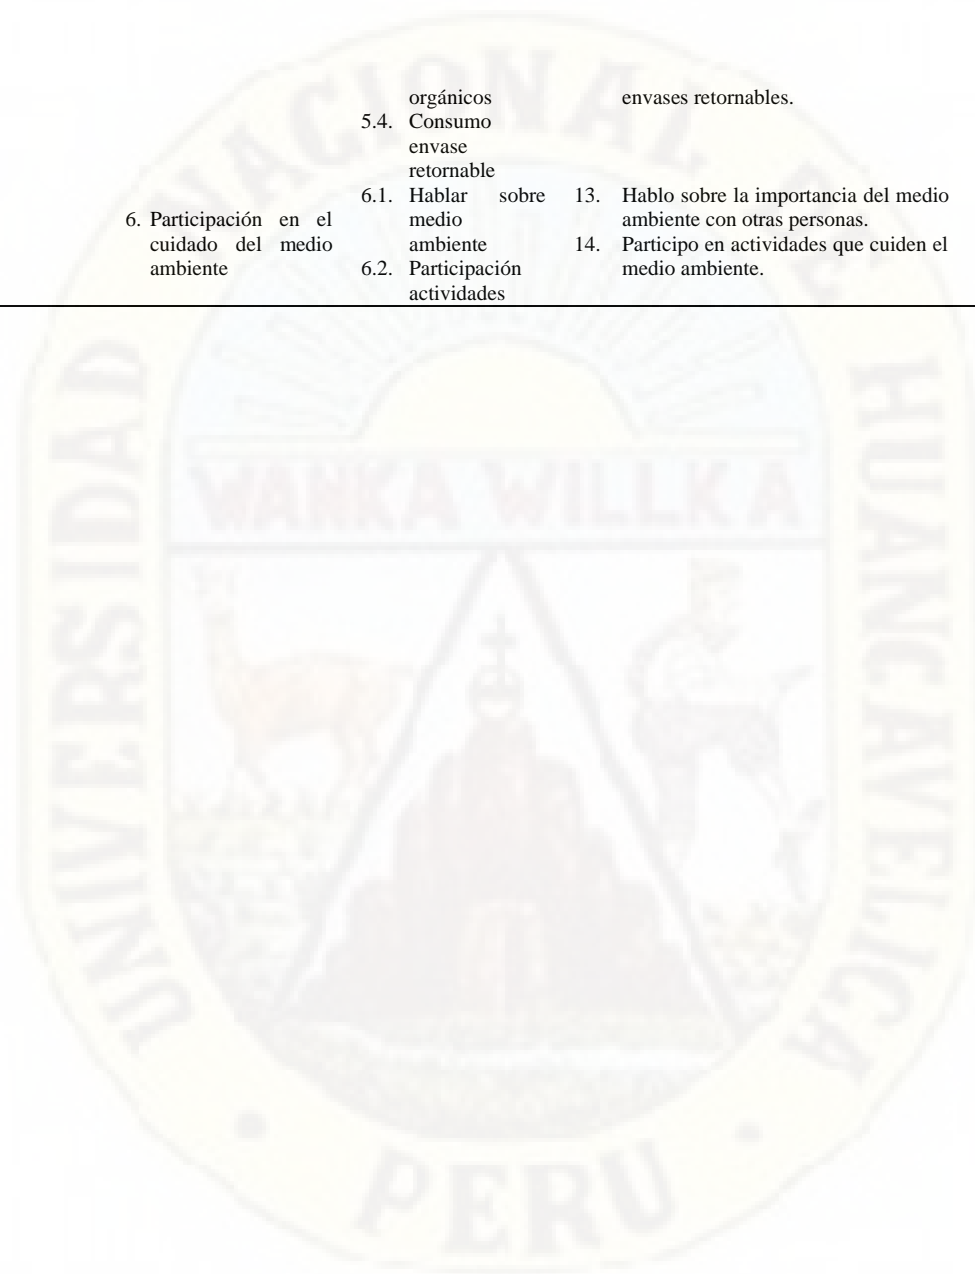 orgánicos envases retornables.
5.4. Consumo
envase
retornable
6. Participación en el
cuidado del medio
ambiente
6.1. Hablar sobre
medio
ambiente
6.2. Participación
actividades
13. Hablo sobre la importancia del medio
ambiente con otras personas.
14. Participo en actividades que cuiden el
medio ambiente.
UNIVERSIDAD NACIONAL DE HUANCAVELICA
WANKA WILLKA
• PERU •